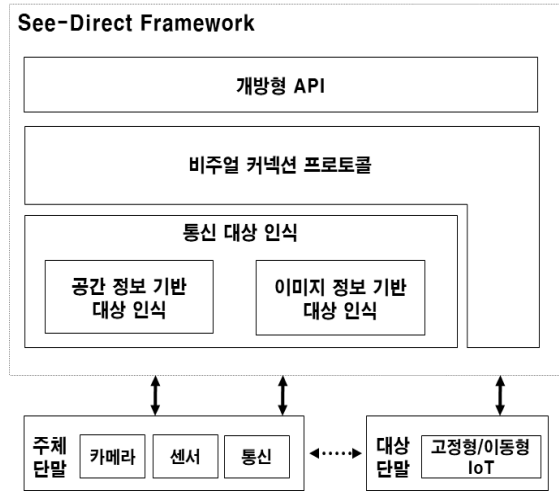 See-Direct Framework
개방형 API
비주얼 커넥션 프로토콜
통신 대상 인식
공간 정보 기반
대상 인식
이미지 정보 기반
대상 인식
주체
단말
카메라
센서
통신
대상
단말
고정형/이동형
IoT